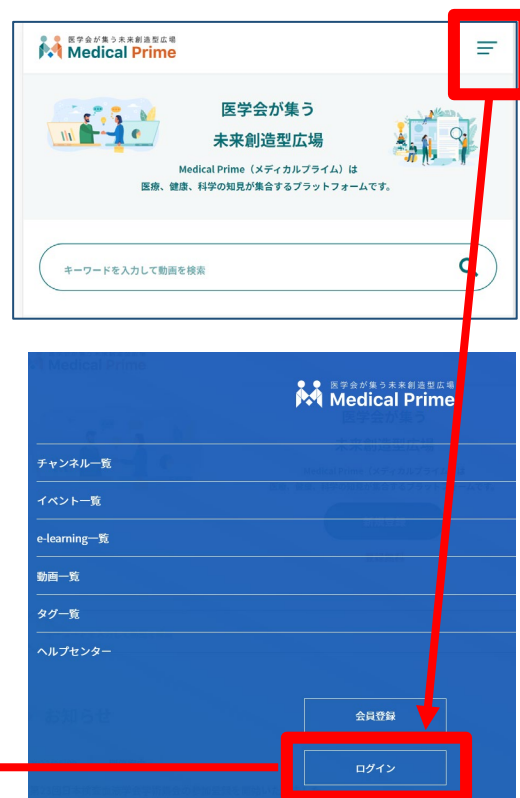 医学会が集う未来創造型広場
Medical Prime
医学会が集う
未来創造型広場
Medical Prime（メディカルプライム）は
医療、健康、科学の知見が集合するプラットフォームです。
キーワードを入力して動画を検索
医学会が集う未来創造型広場
Medical Prime
チャンネル一覧
イベント一覧
e-learning一覧
動画一覧
タグ一覧
ヘルプセンター
会員登録
お知らせ
ログイン